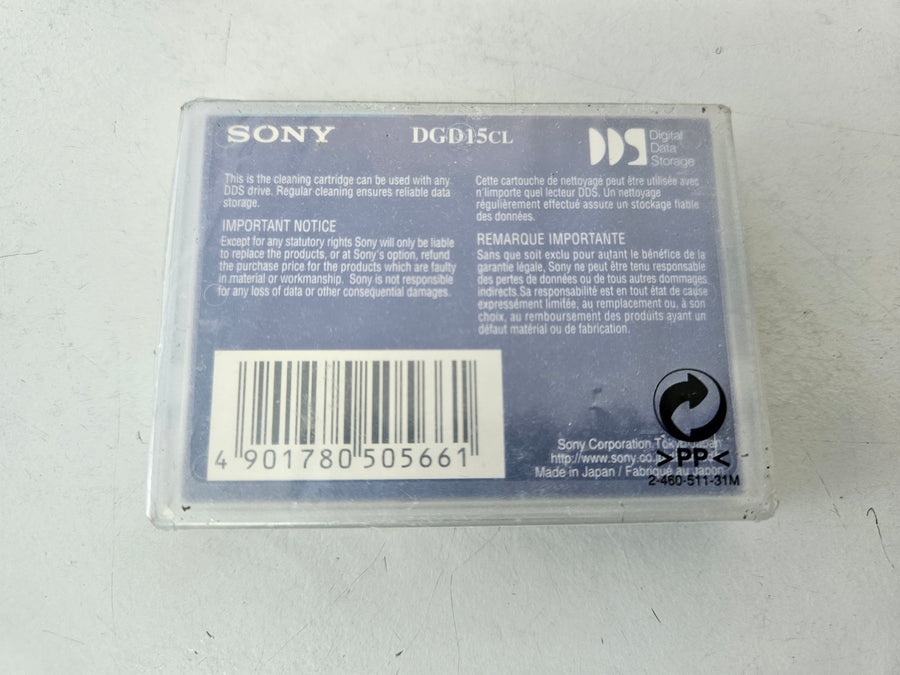 SONY
DGD15CL
DDS
Digital
Data
Storage
This is the cleaning cartridge can be used with any
DDS drive. Regular cleaning ensures reliable data
storage.
IMPORTANT NOTICE
Except for any statutory rights Sony will only be liable
to replace the products, or at Sony's option, refund
the purchase price for the products which are faulty
in material or workmanship. Sony is not responsible
for any loss of data or other consequential damages.
Cette cartouche de nettoyage peut être utilisée avec
n'importe quel lecteur DDS. Un nettoyage
régulièrement effectué assure un stockage fiable
des données.
REMARQUE IMPORTANTE
Sans que soit exclu pour autant le bénéfice de la
garantie légale, Sony ne peut être tenu responsable
des pertes de données ou de tous autres dommages
indirects. Sa responsabilité est en tout état de cause
expressément limitée, au remplacement ou, à son
choix, au remboursement des produits ayant un
défaut matériel ou de fabrication.
4 901780 505661
Sony Corporation Tokyo Japan
http://www.sony.co.
>PP<
Made in Japan / Fabriqué au Japon
2-460-511-31M